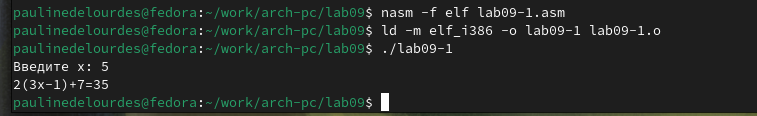 paulinedelourdes@fedora:~/work/arch-pc/lab09$ nasm -f elf lab09-1.asm
paulinedelourdes@fedora:~/work/arch-pc/lab09$ ld -m elf_i386 -o lab09-1 lab09-1.o
paulinedelourdes@fedora:~/work/arch-pc/lab09$ ./lab09-1
Введите x: 5
2(3x-1)+7=35
paulinedelourdes@fedora:~/work/arch-pc/lab09$